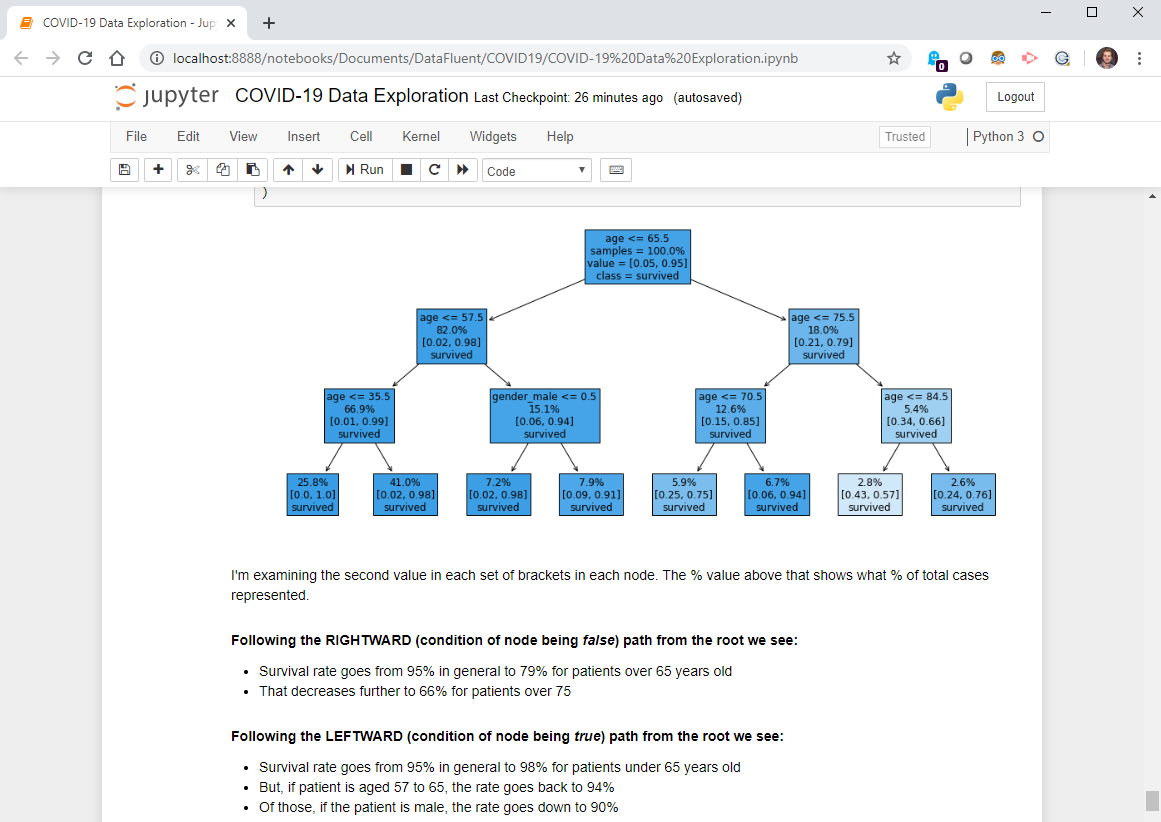 COVID-19 Data Exploration - Jup
localhost:8888/notebooks/Documents/DataFluent/COVID19/COVID-19%20Data%20Exploration.ipynb
0
jupyter COVID-19 Data Exploration Last Checkpoint: 26 minutes ago (autosaved)
Logout
File Edit View Insert Cell Kernel Widgets Help
Trusted
Python 3
Run
Code
)
age <= 65.5
samples = 100.0%
value = [0.05, 0.95]
class = survived
age <= 57.5
82.0%
[0.02, 0.98]
survived
age <= 75.5
18.0%
[0.21, 0.79]
survived
age <= 35.5
66.9%
[0.01, 0.99]
survived
gender_male <= 0.5
15.1%
[0.06, 0.94]
survived
age <= 70.5
12.6%
[0.15, 0.85]
survived
age <= 84.5
5.4%
[0.34, 0.66]
survived
25.8%
[0.0, 1.0]
survived
41.0%
[0.02, 0.98]
survived
7.2%
[0.02, 0.98]
survived
7.9%
[0.09, 0.91]
survived
5.9%
[0.25, 0.75]
survived
6.7%
[0.06, 0.94]
survived
2.8%
[0.43, 0.57]
survived
2.6%
[0.24, 0.76]
survived
I'm examining the second value in each set of brackets in each node. The % value above that shows what % of total cases
represented.
Following the RIGHTWARD (condition of node being false) path from the root we see:
• Survival rate goes from 95% in general to 79% for patients over 65 years old
• That decreases further to 66% for patients over 75
Following the LEFTWARD (condition of node being true) path from the root we see:
• Survival rate goes from 95% in general to 98% for patients under 65 years old
• But, if patient is aged 57 to 65, the rate goes back to 94%
• Of those, if the patient is male, the rate goes down to 90%